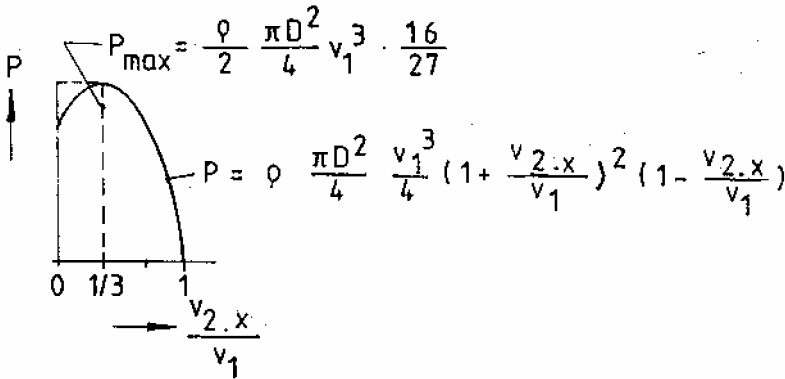 P_max = ρ/2 πD²/4 v₁³ · 16/27
P
P = ρ πD²/4 v₁³/4 (1 + v₂.ₓ/v₁)² (1 - v₂.ₓ/v₁)
0 1/3 1
v₂.ₓ/v₁